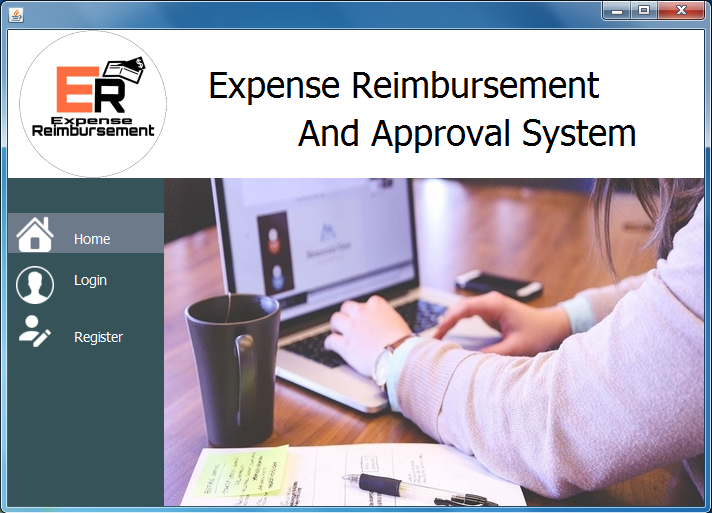 ER
Expense
Reimbursement
Expense Reimbursement
And Approval System
Home
Login
Register